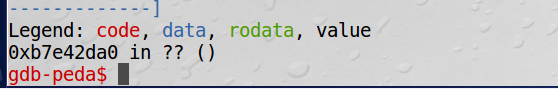 -------------]
Legend: code, data, rodata, value
0xb7e42da0 in ?? ()
gdb-peda$